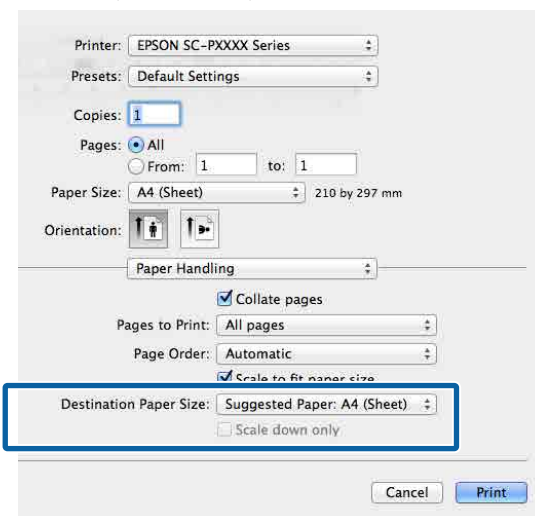 Printer: EPSON SC-PXXXX Series
Presets: Default Settings
Copies: 1
Pages: All
From: 1 to: 1
Paper Size: A4 (Sheet) 210 by 297 mm
Orientation:
Paper Handling
Collate pages
Pages to Print: All pages
Page Order: Automatic
Scale to fit paper size
Destination Paper Size: Suggested Paper: A4 (Sheet)
Scale down only
Cancel Print